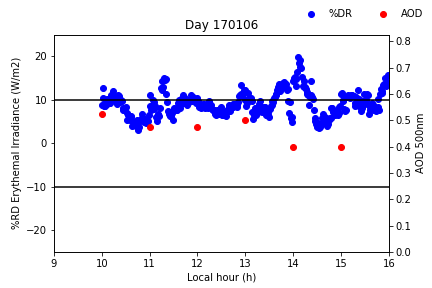 %DR AOD
Day 170106
%RD Erythemal Irradiance (W/m2)
20
10
0
−10
−20
0.8
0.7
0.6
0.5
0.4
0.3
0.2
0.1
0.0
AOD 500nm
9 10 11 12 13 14 15 16
Local hour (h)